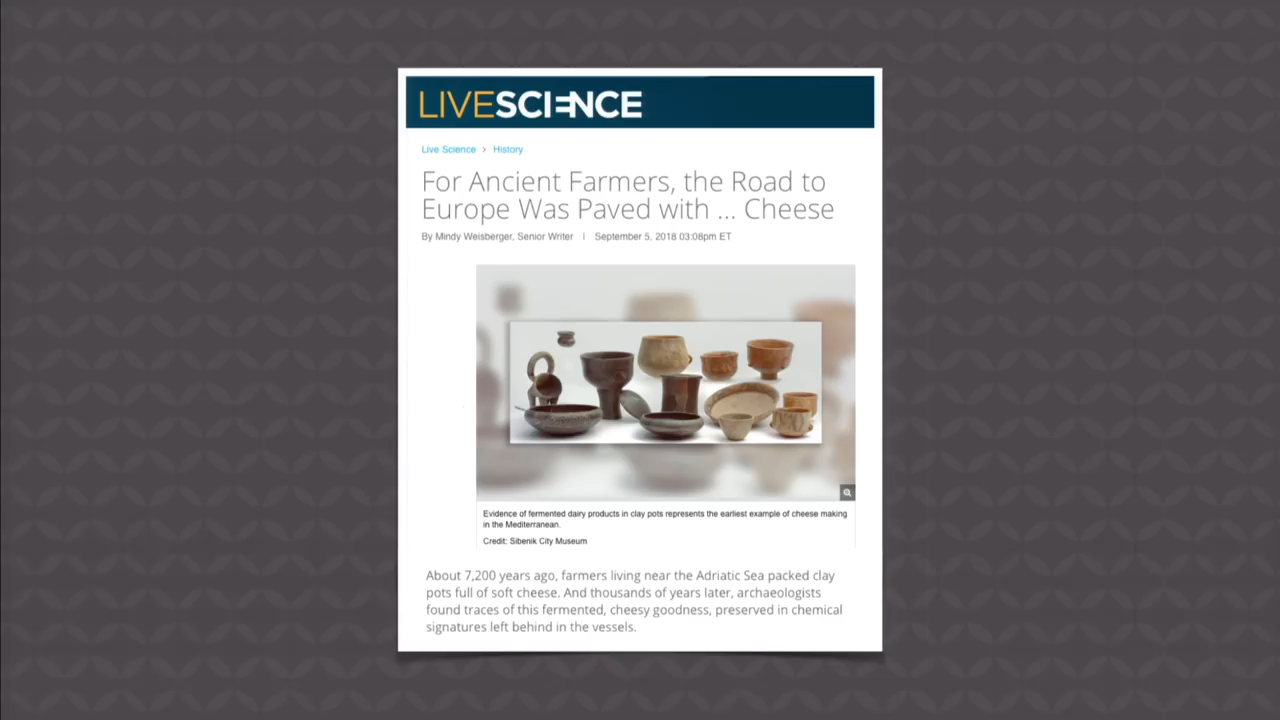 LIVESCIENCE
Live Science > History
For Ancient Farmers, the Road to
Europe Was Paved with ... Cheese
By Mindy Weisberger, Senior Writer | September 5, 2018 03:08pm ET
Evidence of fermented dairy products in clay pots represents the earliest example of cheese making
in the Mediterranean.
Credit: Sibenik City Museum
About 7,200 years ago, farmers living near the Adriatic Sea packed clay
pots full of soft cheese. And thousands of years later, archaeologists
found traces of this fermented, cheesy goodness, preserved in chemical
signatures left behind in the vessels.